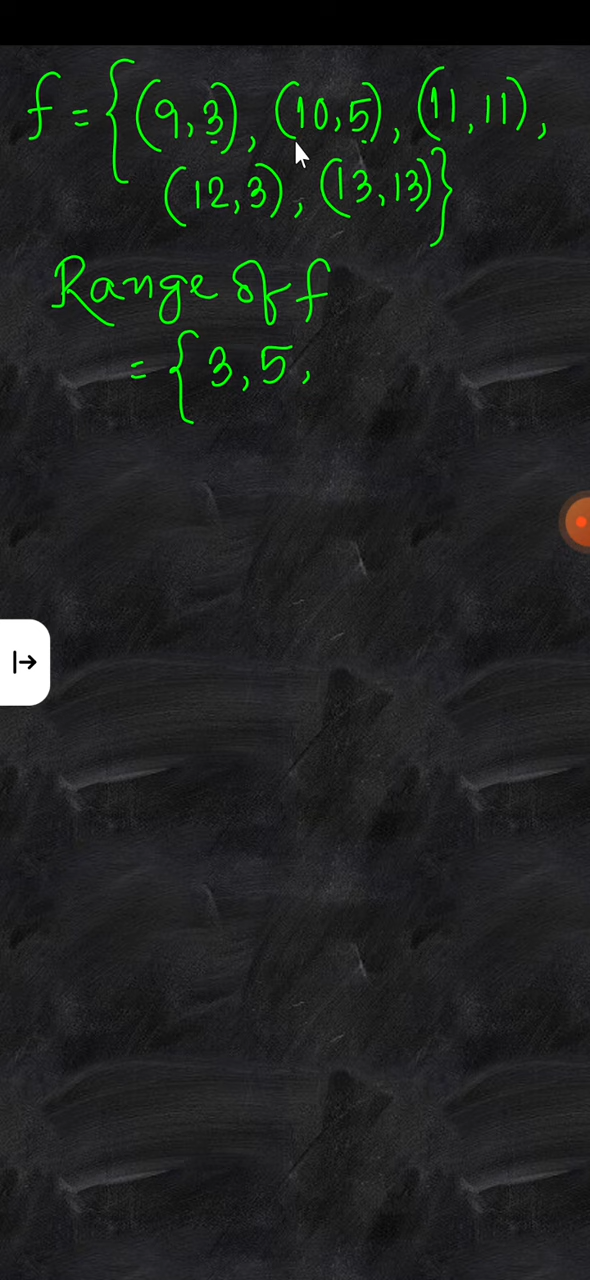 f = {(9,3), (10,5), (11,11),
(12,3), (13,13)}
Range of f
= {3,5,